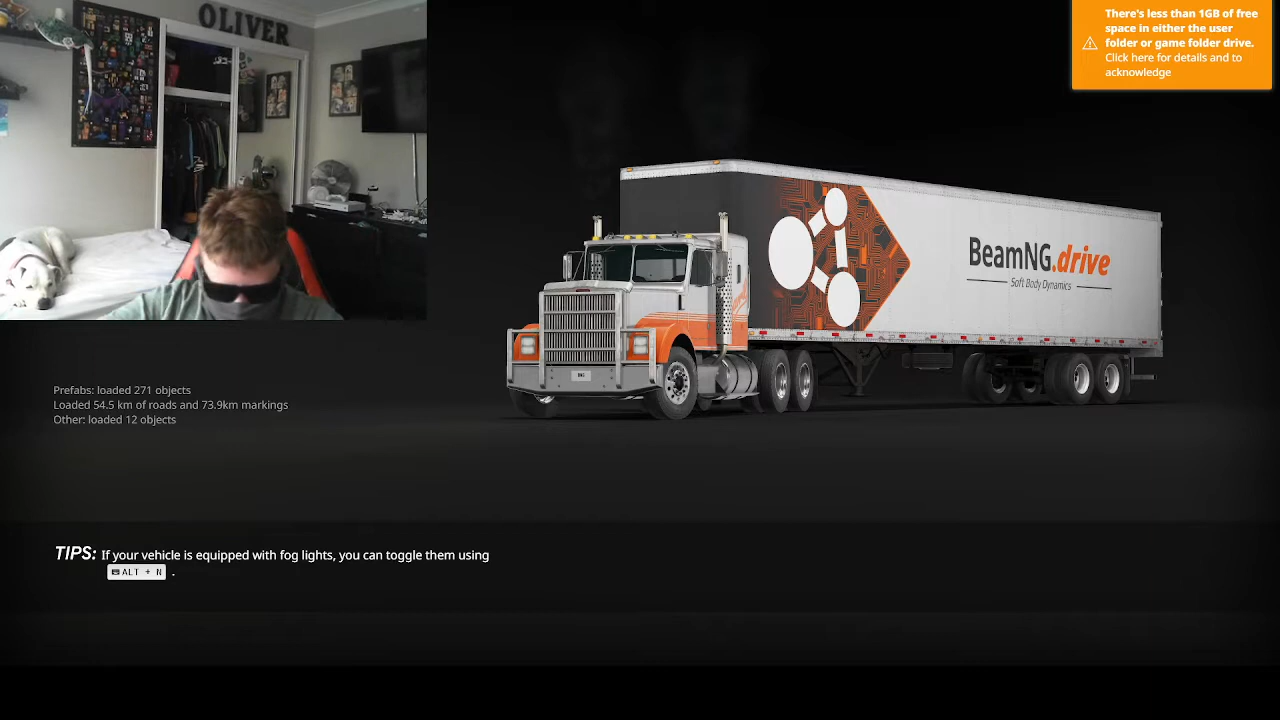 OLIVER
There's less than 1GB of free
space in either the user
folder or game folder drive.
Click here for details and to
acknowledge
BeamNG.drive
Soft Body Dynamics
BNG
Prefabs: loaded 271 objects
Loaded 54.5 km of roads and 73.9km markings
Other: loaded 12 objects
TIPS: If your vehicle is equipped with fog lights, you can toggle them using
ALT + N .